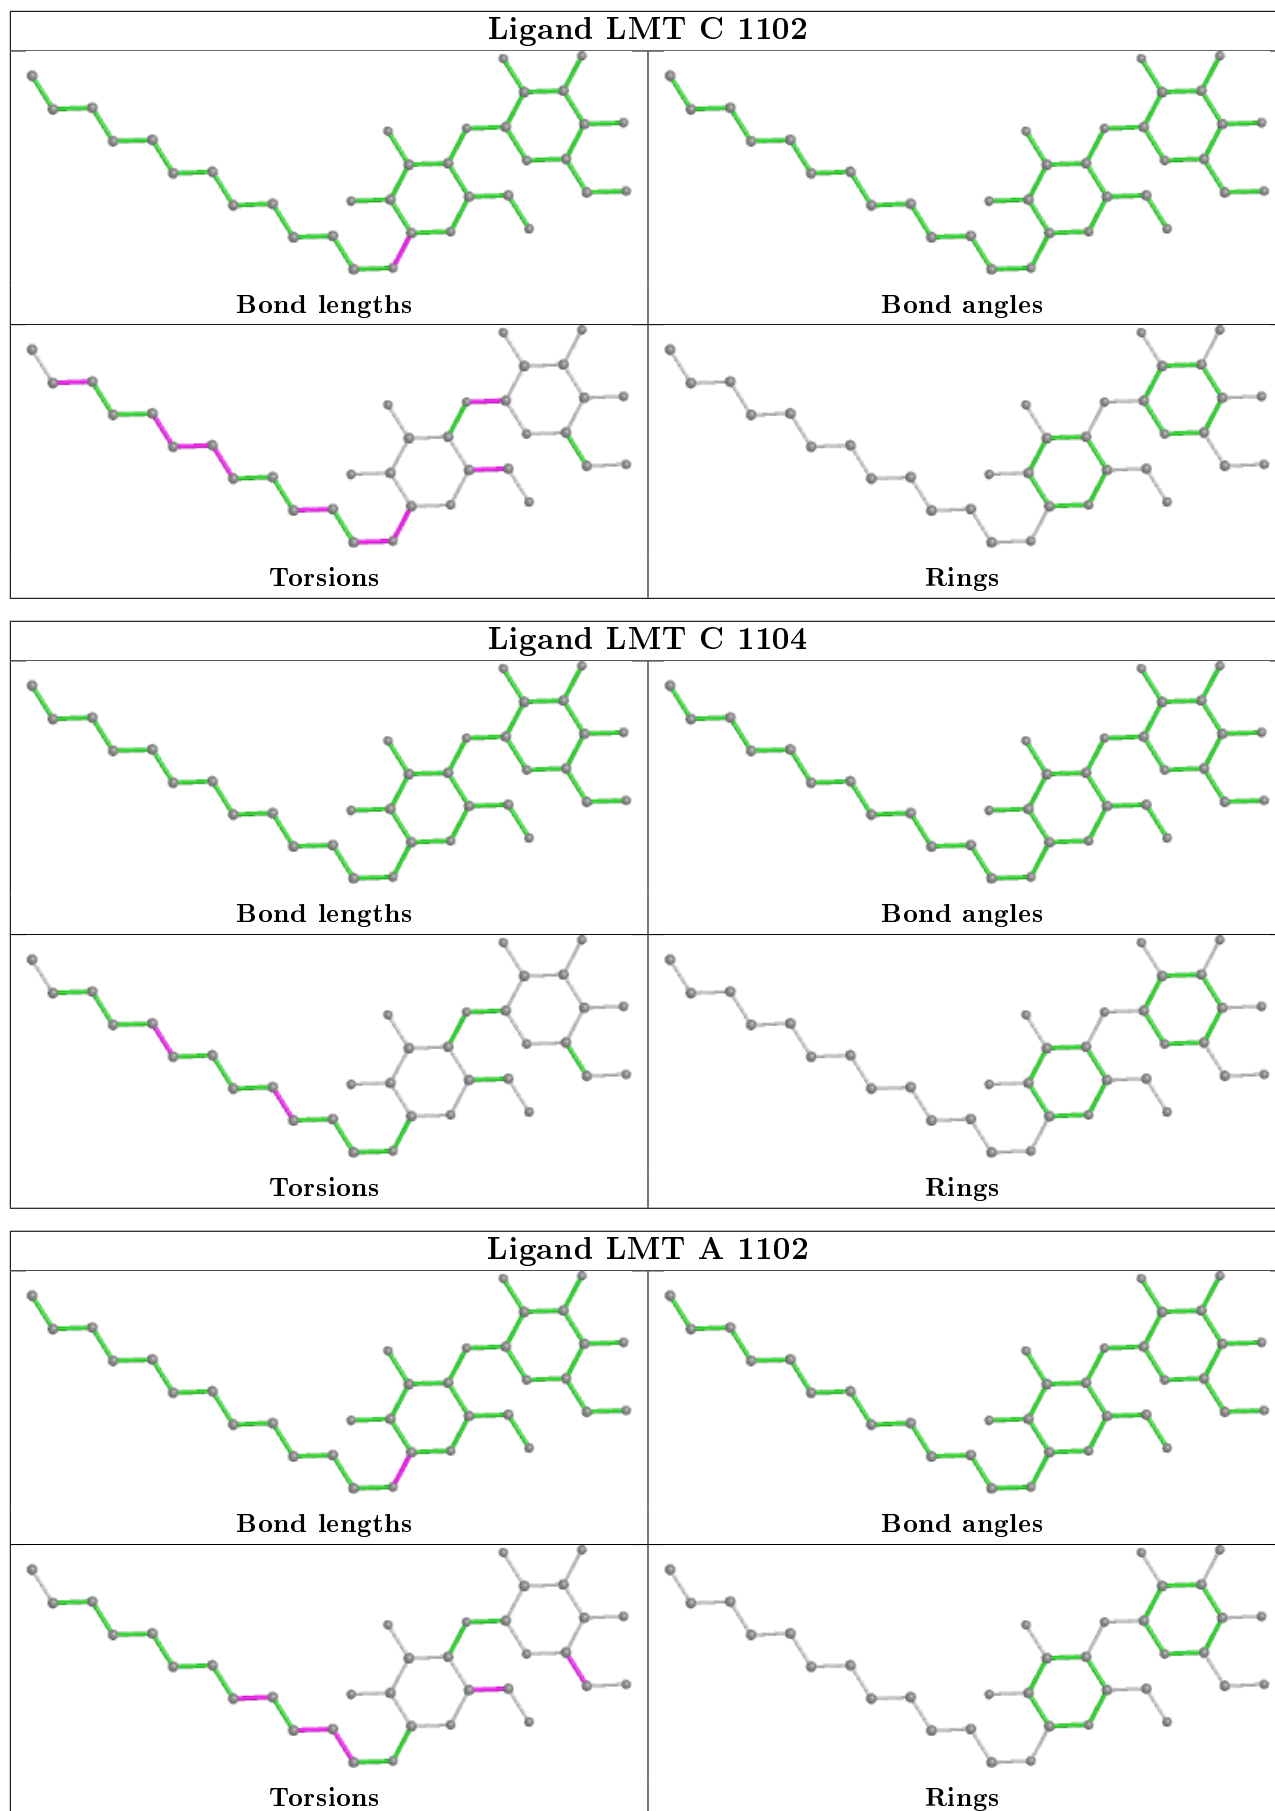 Ligand LMT C 1102
Bond lengths
Bond angles
Torsions
Rings
Ligand LMT C 1104
Bond lengths
Bond angles
Torsions
Rings
Ligand LMT A 1102
Bond lengths
Bond angles
Torsions
Rings